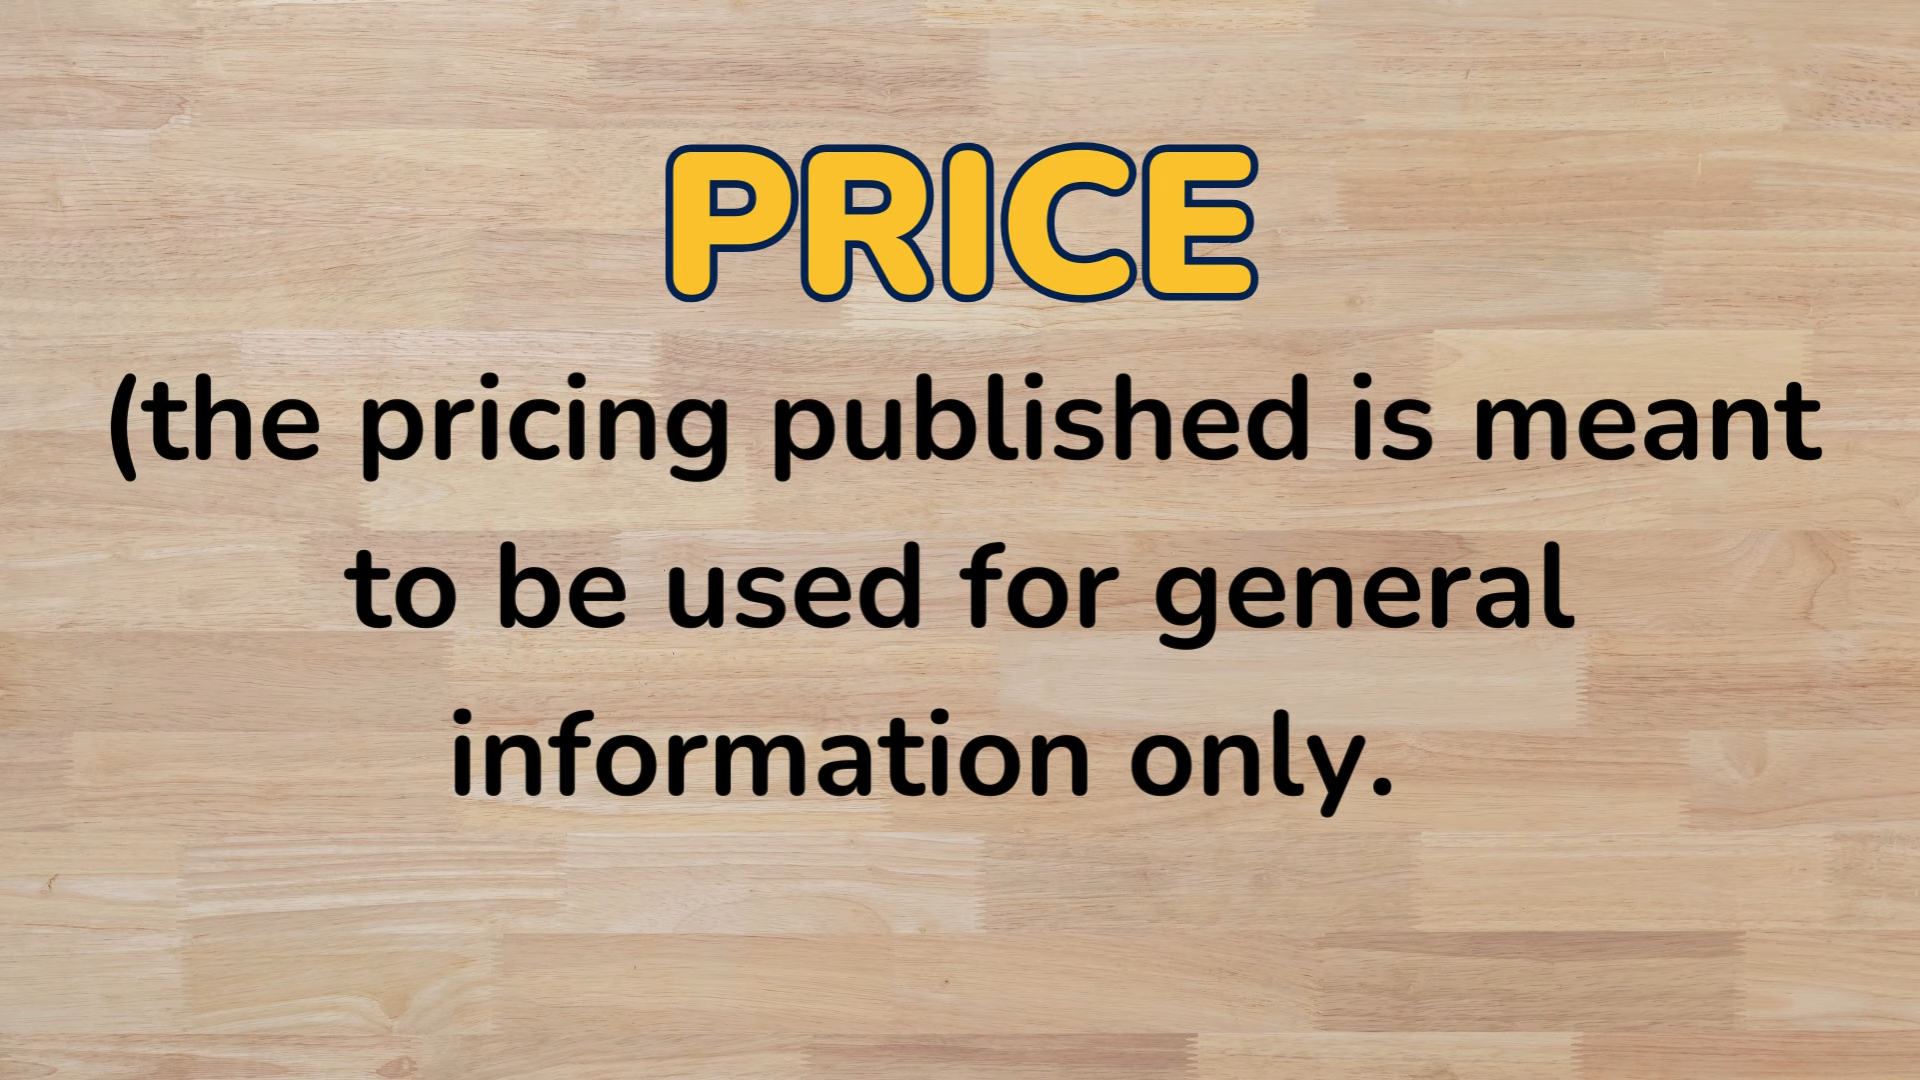 PRICE
(the pricing published is meant
to be used for general
information only.